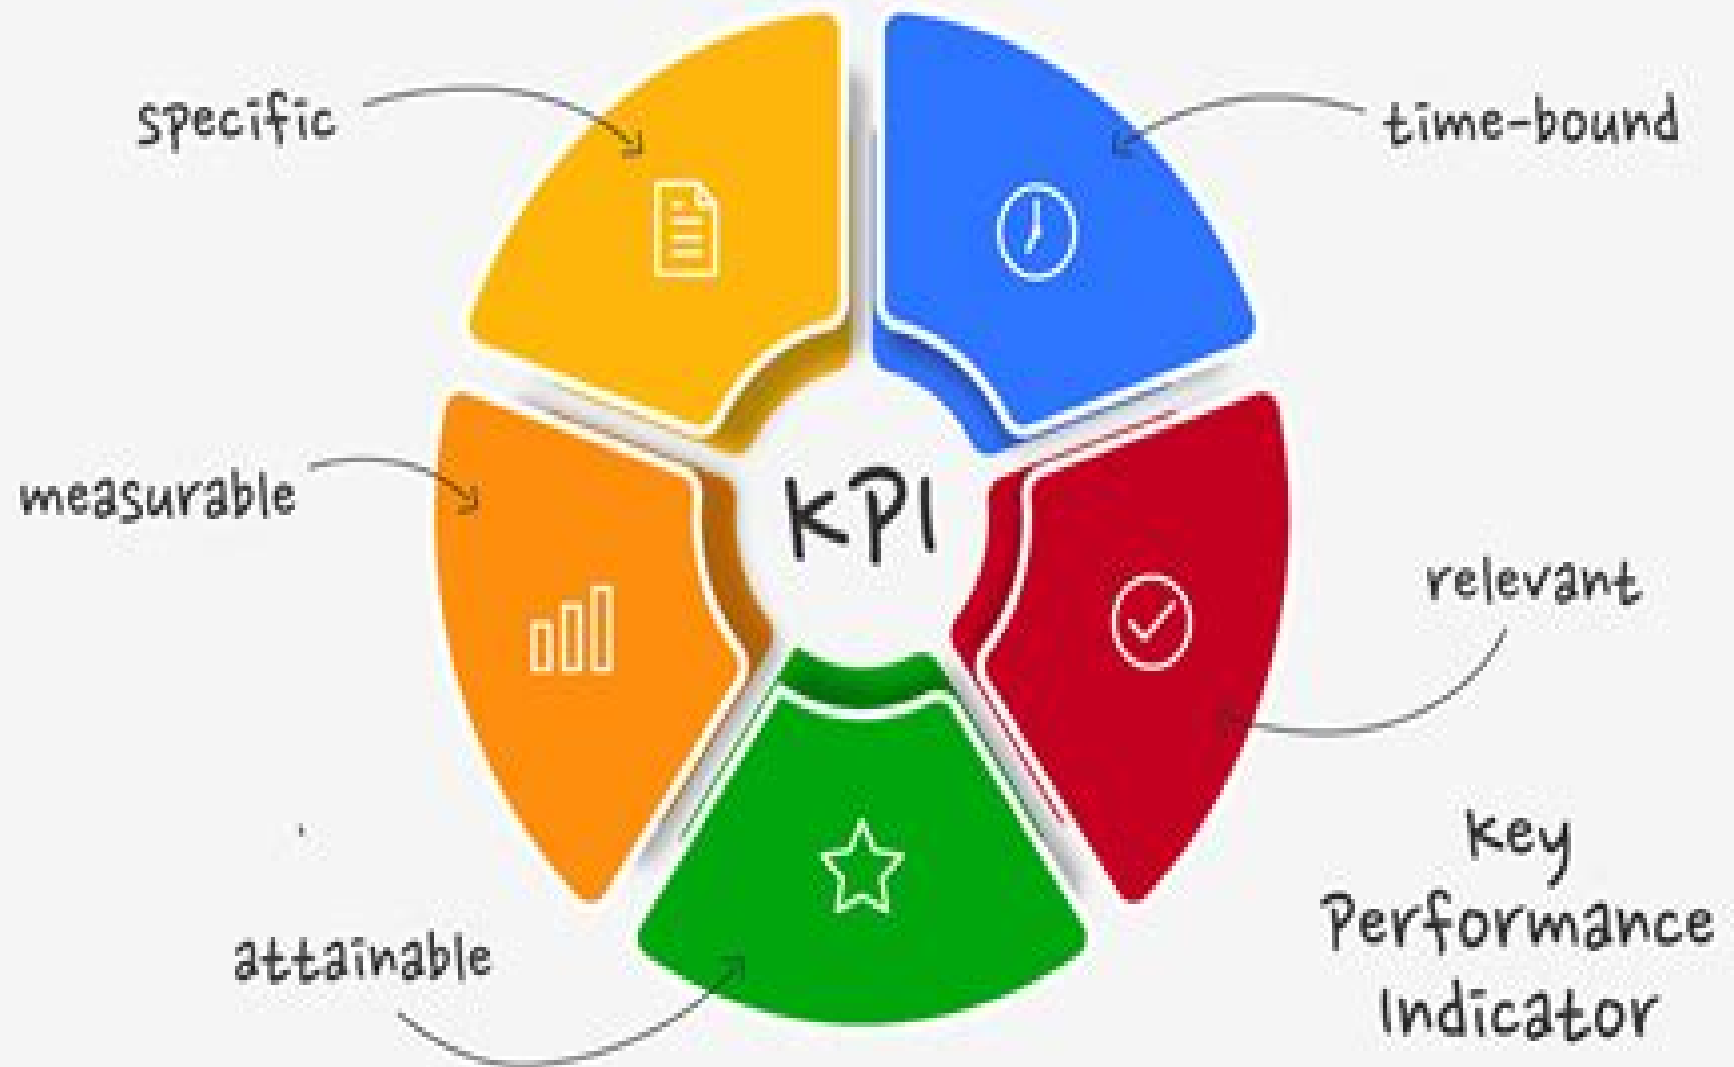 specific
time-bound
measurable
KPI
relevant
attainable
Key
Performance
Indicator